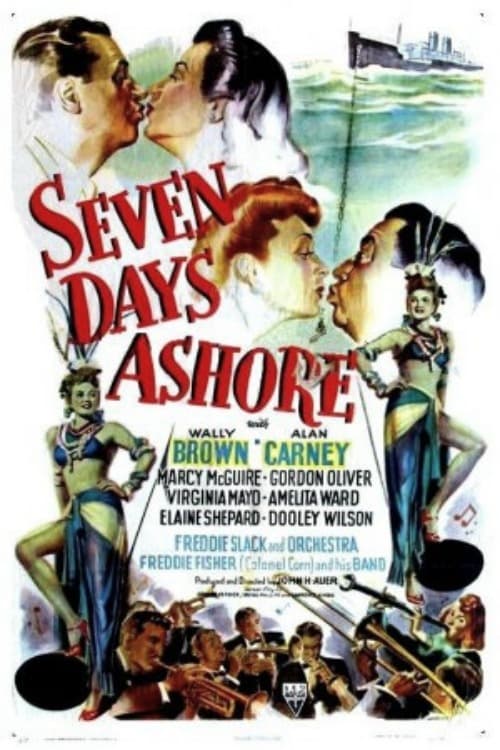 SEVEN
DAYS
ASHORE
with
WALLY ALAN
BROWN · CARNEY
MARCY McGUIRE · GORDON OLIVER
VIRGINIA MAYO · AMELITA WARD
ELAINE SHEPARD · DOOLEY WILSON
FREDDIE SLACK and ORCHESTRA
FREDDIE FISHER (Colonel Corn) and his BAND
Produced and Directed by JOHN H. AUER